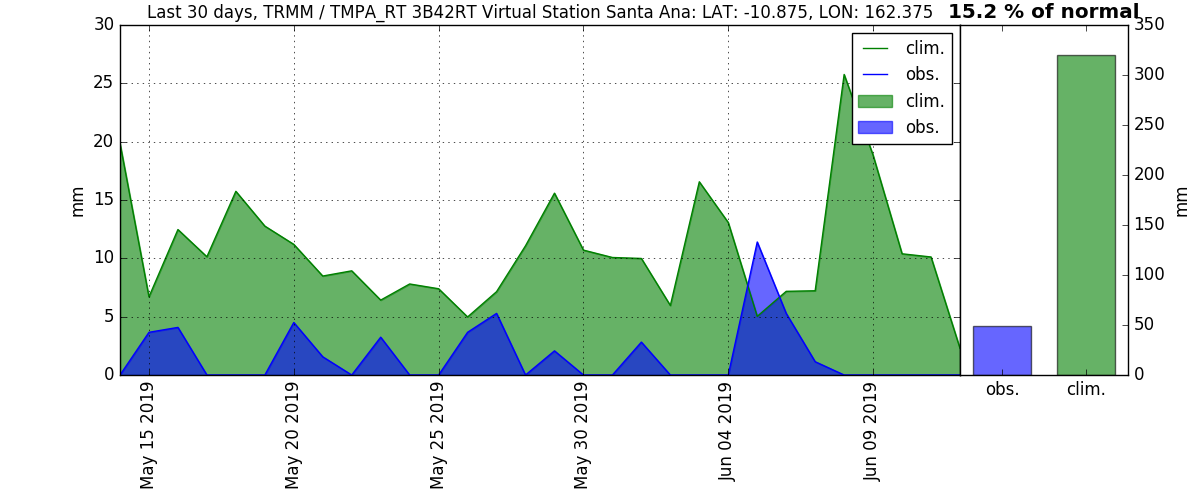 Last 30 days, TRMM / TMPA_RT 3B42RT Virtual Station Santa Ana: LAT: -10.875, LON: 162.375
15.2 % of normal
clim.
obs.
clim.
obs.
30
25
20
15
10
5
0
mm
May 15 2019
May 20 2019
May 25 2019
May 30 2019
Jun 04 2019
Jun 09 2019
350
300
250
200
150
100
50
0
mm
obs.
clim.